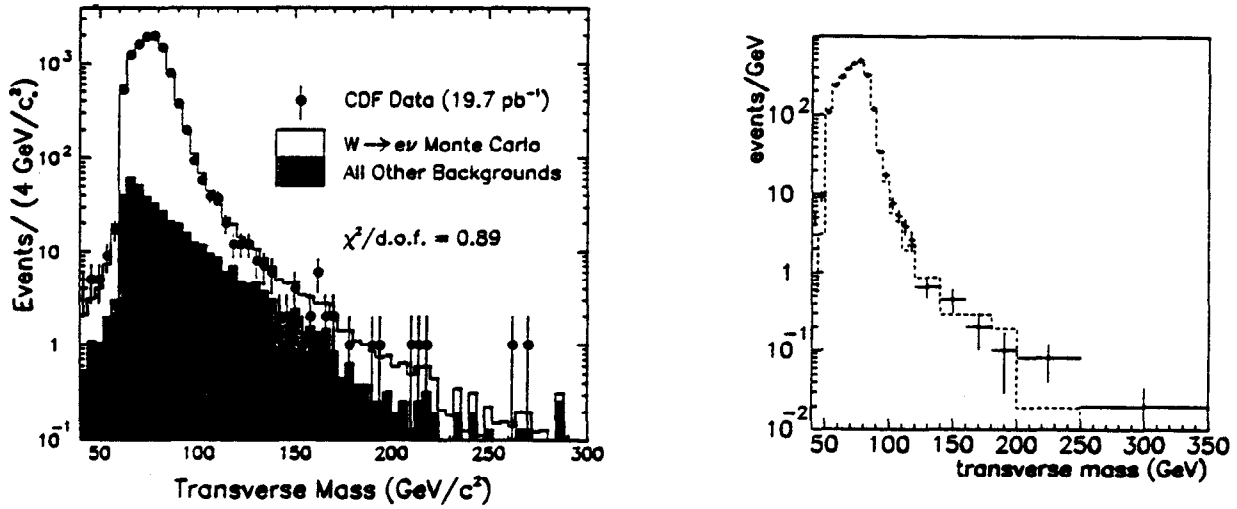 Events/(4 GeV/c²)
10³
10²
10
1
10⁻¹
CDF Data (19.7 pb⁻¹)
W→eν Monte Carlo
All Other Backgrounds
χ²/d.o.f. = 0.89
50 100 150 200 250 300
Transverse Mass (GeV/c²)
events/GeV
10²
10
1
10⁻¹
10⁻²
50 100 150 200 250 300 350
transverse mass (GeV)